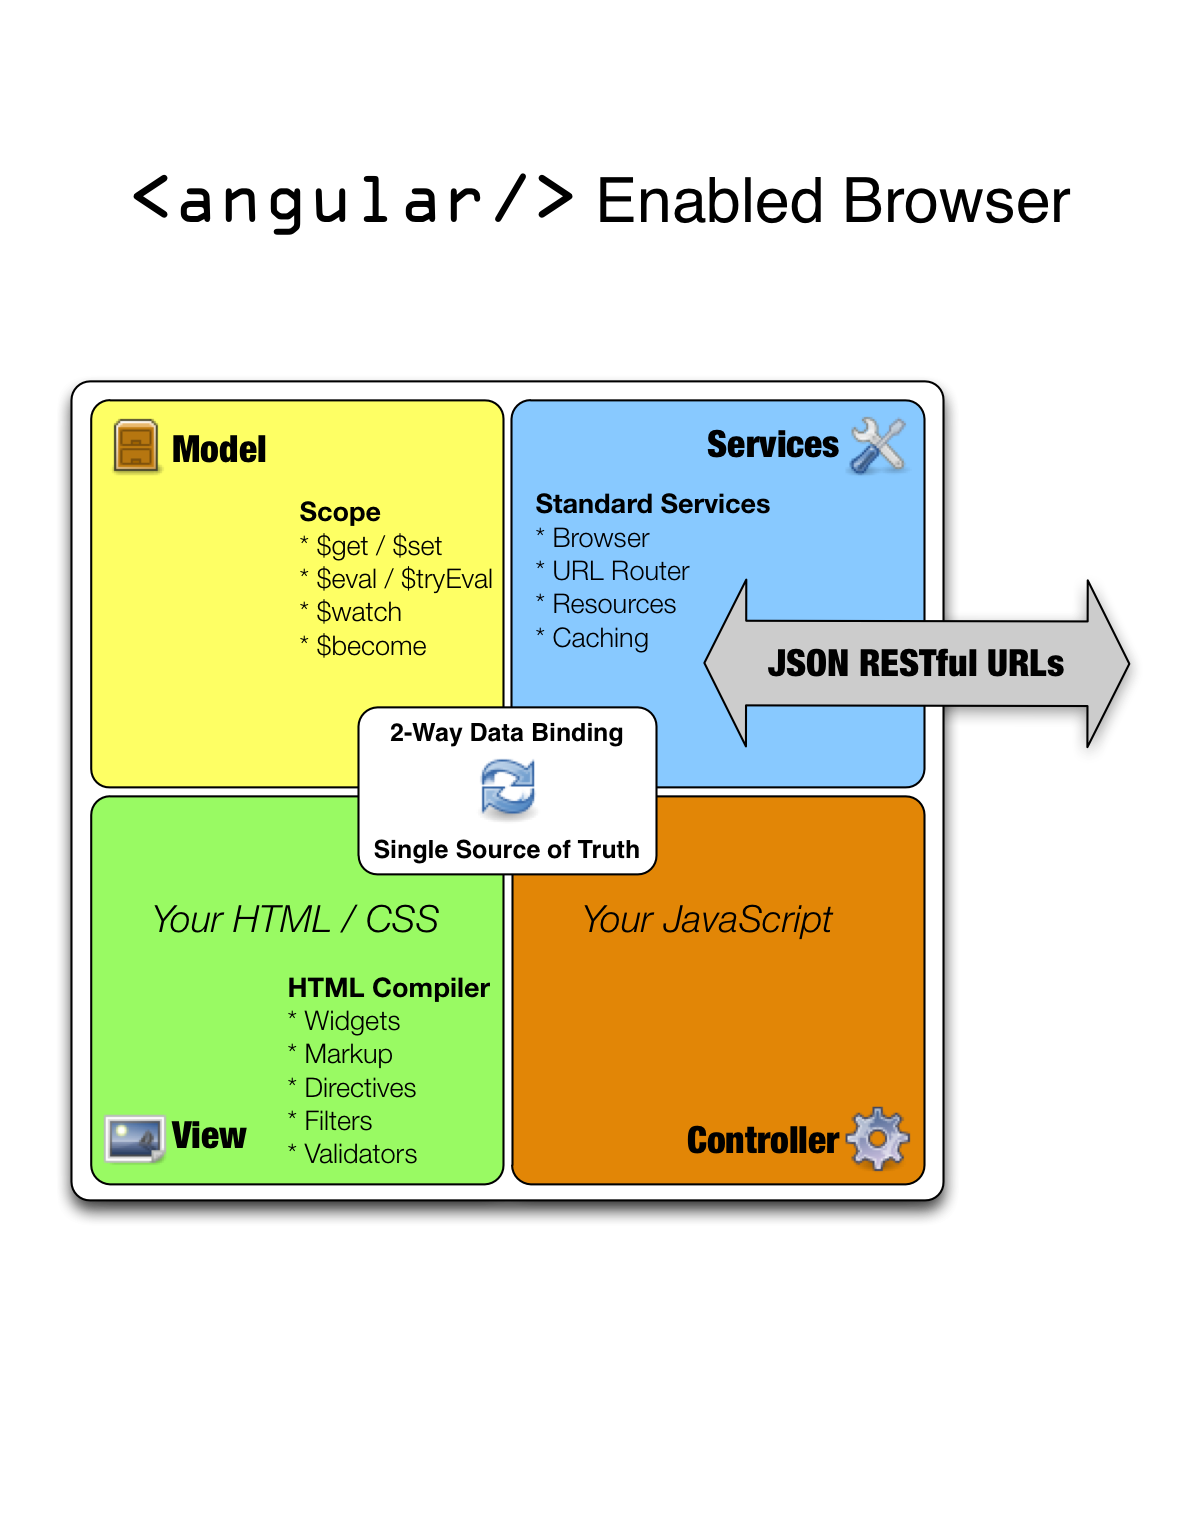 <angular/> Enabled Browser
Model
Scope
* $get / $set
* $eval / $tryEval
* $watch
* $become
Services
Standard Services
* Browser
* URL Router
* Resources
* Caching
JSON RESTful URLs
2-Way Data Binding
Single Source of Truth
Your HTML / CSS
HTML Compiler
* Widgets
* Markup
* Directives
* Filters
* Validators
View
Your JavaScript
Controller